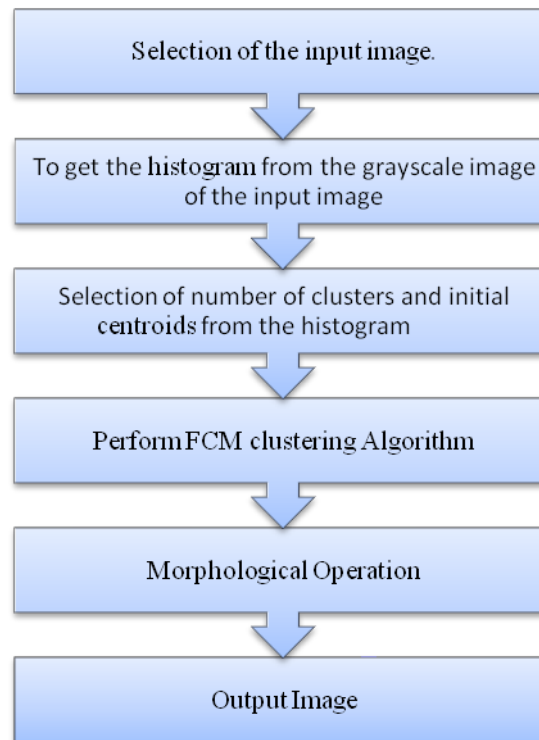 Selection of the input image.
To get the histogram from the grayscale image
of the input image
Selection of number of clusters and initial
centroids from the histogram
Perform FCM clustering Algorithm
Morphological Operation
Output Image